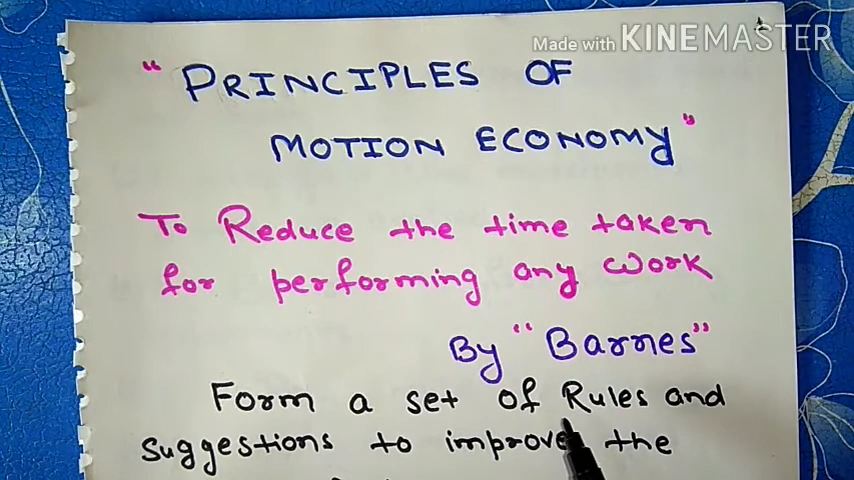 Made with KINEMASTER
"PRINCIPLES OF
MOTION ECONOMY"
To Reduce the time taken
for performing any work
By "Barnes"
Form a set of Rules and
suggestions to improve the